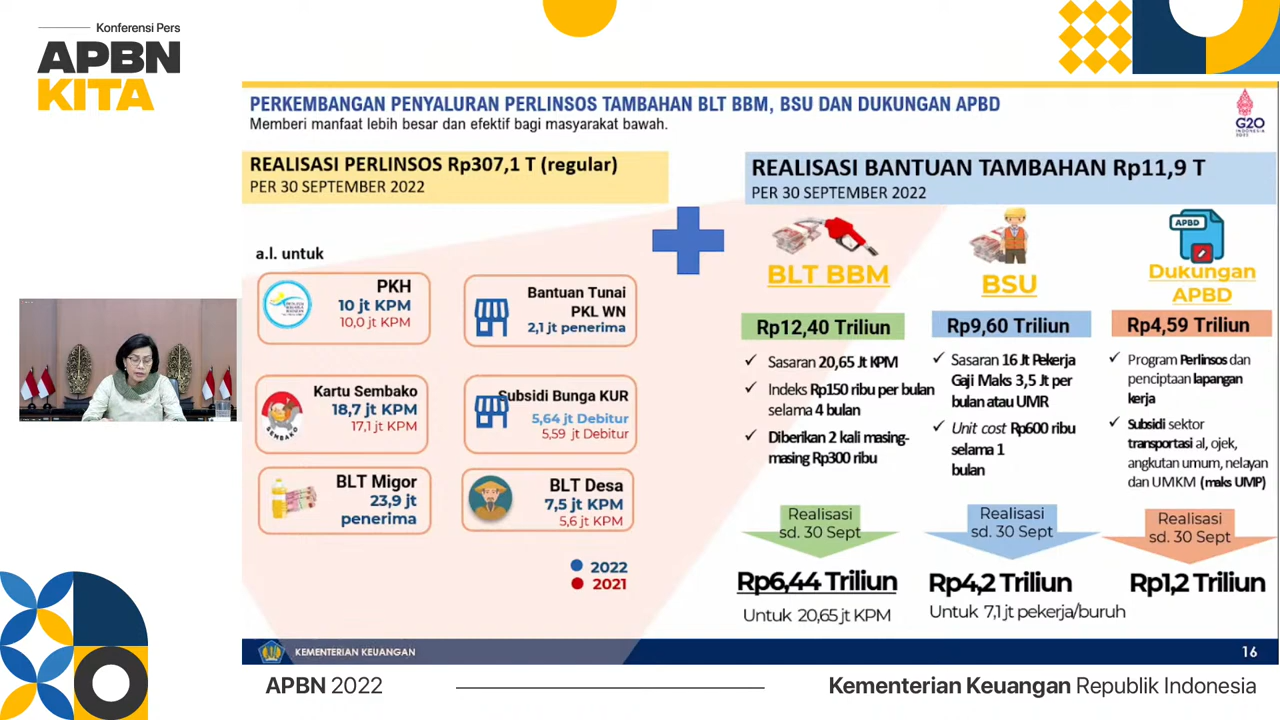 Konferensi Pers
APBN
KITA
PERKEMBANGAN PENYALURAN PERLINSOS TAMBAHAN BLT BBM, BSU DAN DUKUNGAN APBD
Memberi manfaat lebih besar dan efektif bagi masyarakat bawah.
G20
INDONESIA
2022
REALISASI PERLINSOS Rp307,1 T (regular)
PER 30 SEPTEMBER 2022
a.l. untuk
PKH
10 jt KPM
10,0 jt KPM
Bantuan Tunai
PKL WN
2,1 jt penerima
Kartu Sembako
18,7 jt KPM
17,1 jt KPM
SEMBAKO
Subsidi Bunga KUR
5,64 jt Debitur
5,59 jt Debitur
BLT Migor
23,9 jt
penerima
BLT Desa
7,5 jt KPM
5,6 jt KPM
2022
2021
REALISASI BANTUAN TAMBAHAN Rp11,9 T
PER 30 SEPTEMBER 2022
BLT BBM
Rp12,40 Triliun
Sasaran 20,65 Jt KPM
Indeks Rp150 ribu per bulan
selama 4 bulan
Diberikan 2 kali masing-
masing Rp300 ribu
Realisasi
sd. 30 Sept
Rp6,44 Triliun
Untuk 20,65 jt KPM
BSU
Rp9,60 Triliun
Sasaran 16 Jt Pekerja
Gaji Maks 3,5 Jt per
bulan atau UMR
Unit cost Rp600 ribu
selama 1
bulan
Realisasi
sd. 30 Sept
Rp4,2 Triliun
Untuk 7,1 jt pekerja/buruh
APBD
Dukungan
APBD
Rp4,59 Triliun
Program Perlinsos dan
penciptaan lapangan
kerja
Subsidi sektor
transportasi al, ojek,
angkutan umum, nelayan
dan UMKM (maks UMP)
Realisasi
sd. 30 Sept
Rp1,2 Triliun
KEMENTERIAN KEUANGAN
16
APBN 2022
Kementerian Keuangan Republik Indonesia